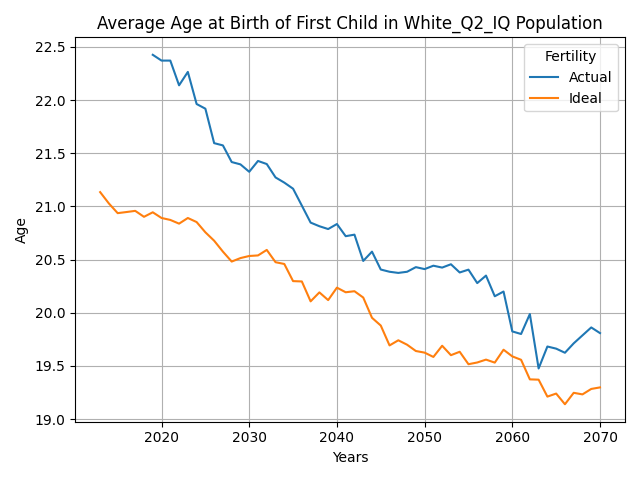 Average Age at Birth of First Child in White_Q2_IQ Population
22.5
22.0
21.5
21.0
20.5
20.0
19.5
19.0
Age
Fertility
Actual
Ideal
2020 2030 2040 2050 2060 2070
Years